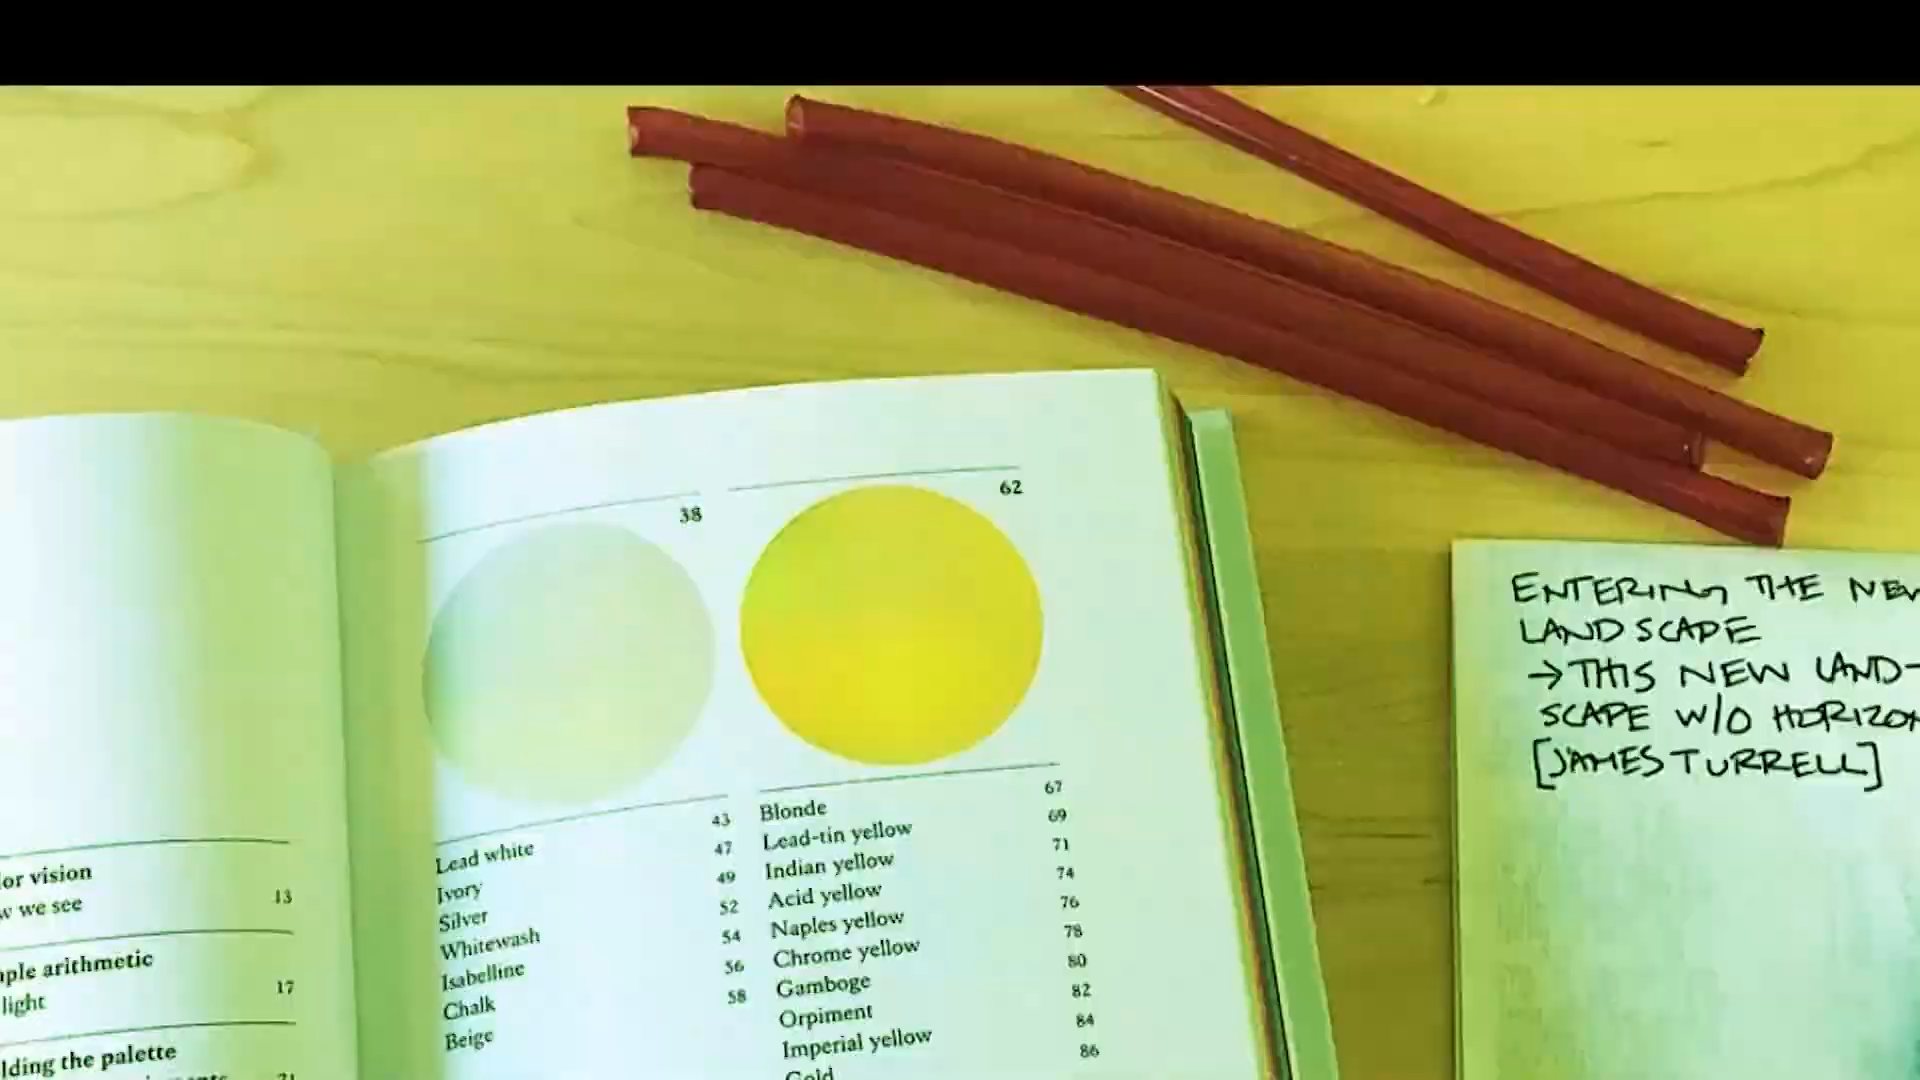 or vision
w we see 13
ple arithmetic
light 17
lding the palette
21
38
43
Lead white 47
Ivory 49
Silver 52
Whitewash 54
Isabelline 56
Chalk 58
Beige
62
Blonde 67
Lead-tin yellow 69
Indian yellow 71
Acid yellow 74
Naples yellow 76
Chrome yellow 78
Gamboge 80
Orpiment 82
Imperial yellow 84
Gold 86
ENTERING THE NEW
LANDSCAPE
→THIS NEW LAND-
SCAPE W/O HORIZON
[JAMES TURRELL]